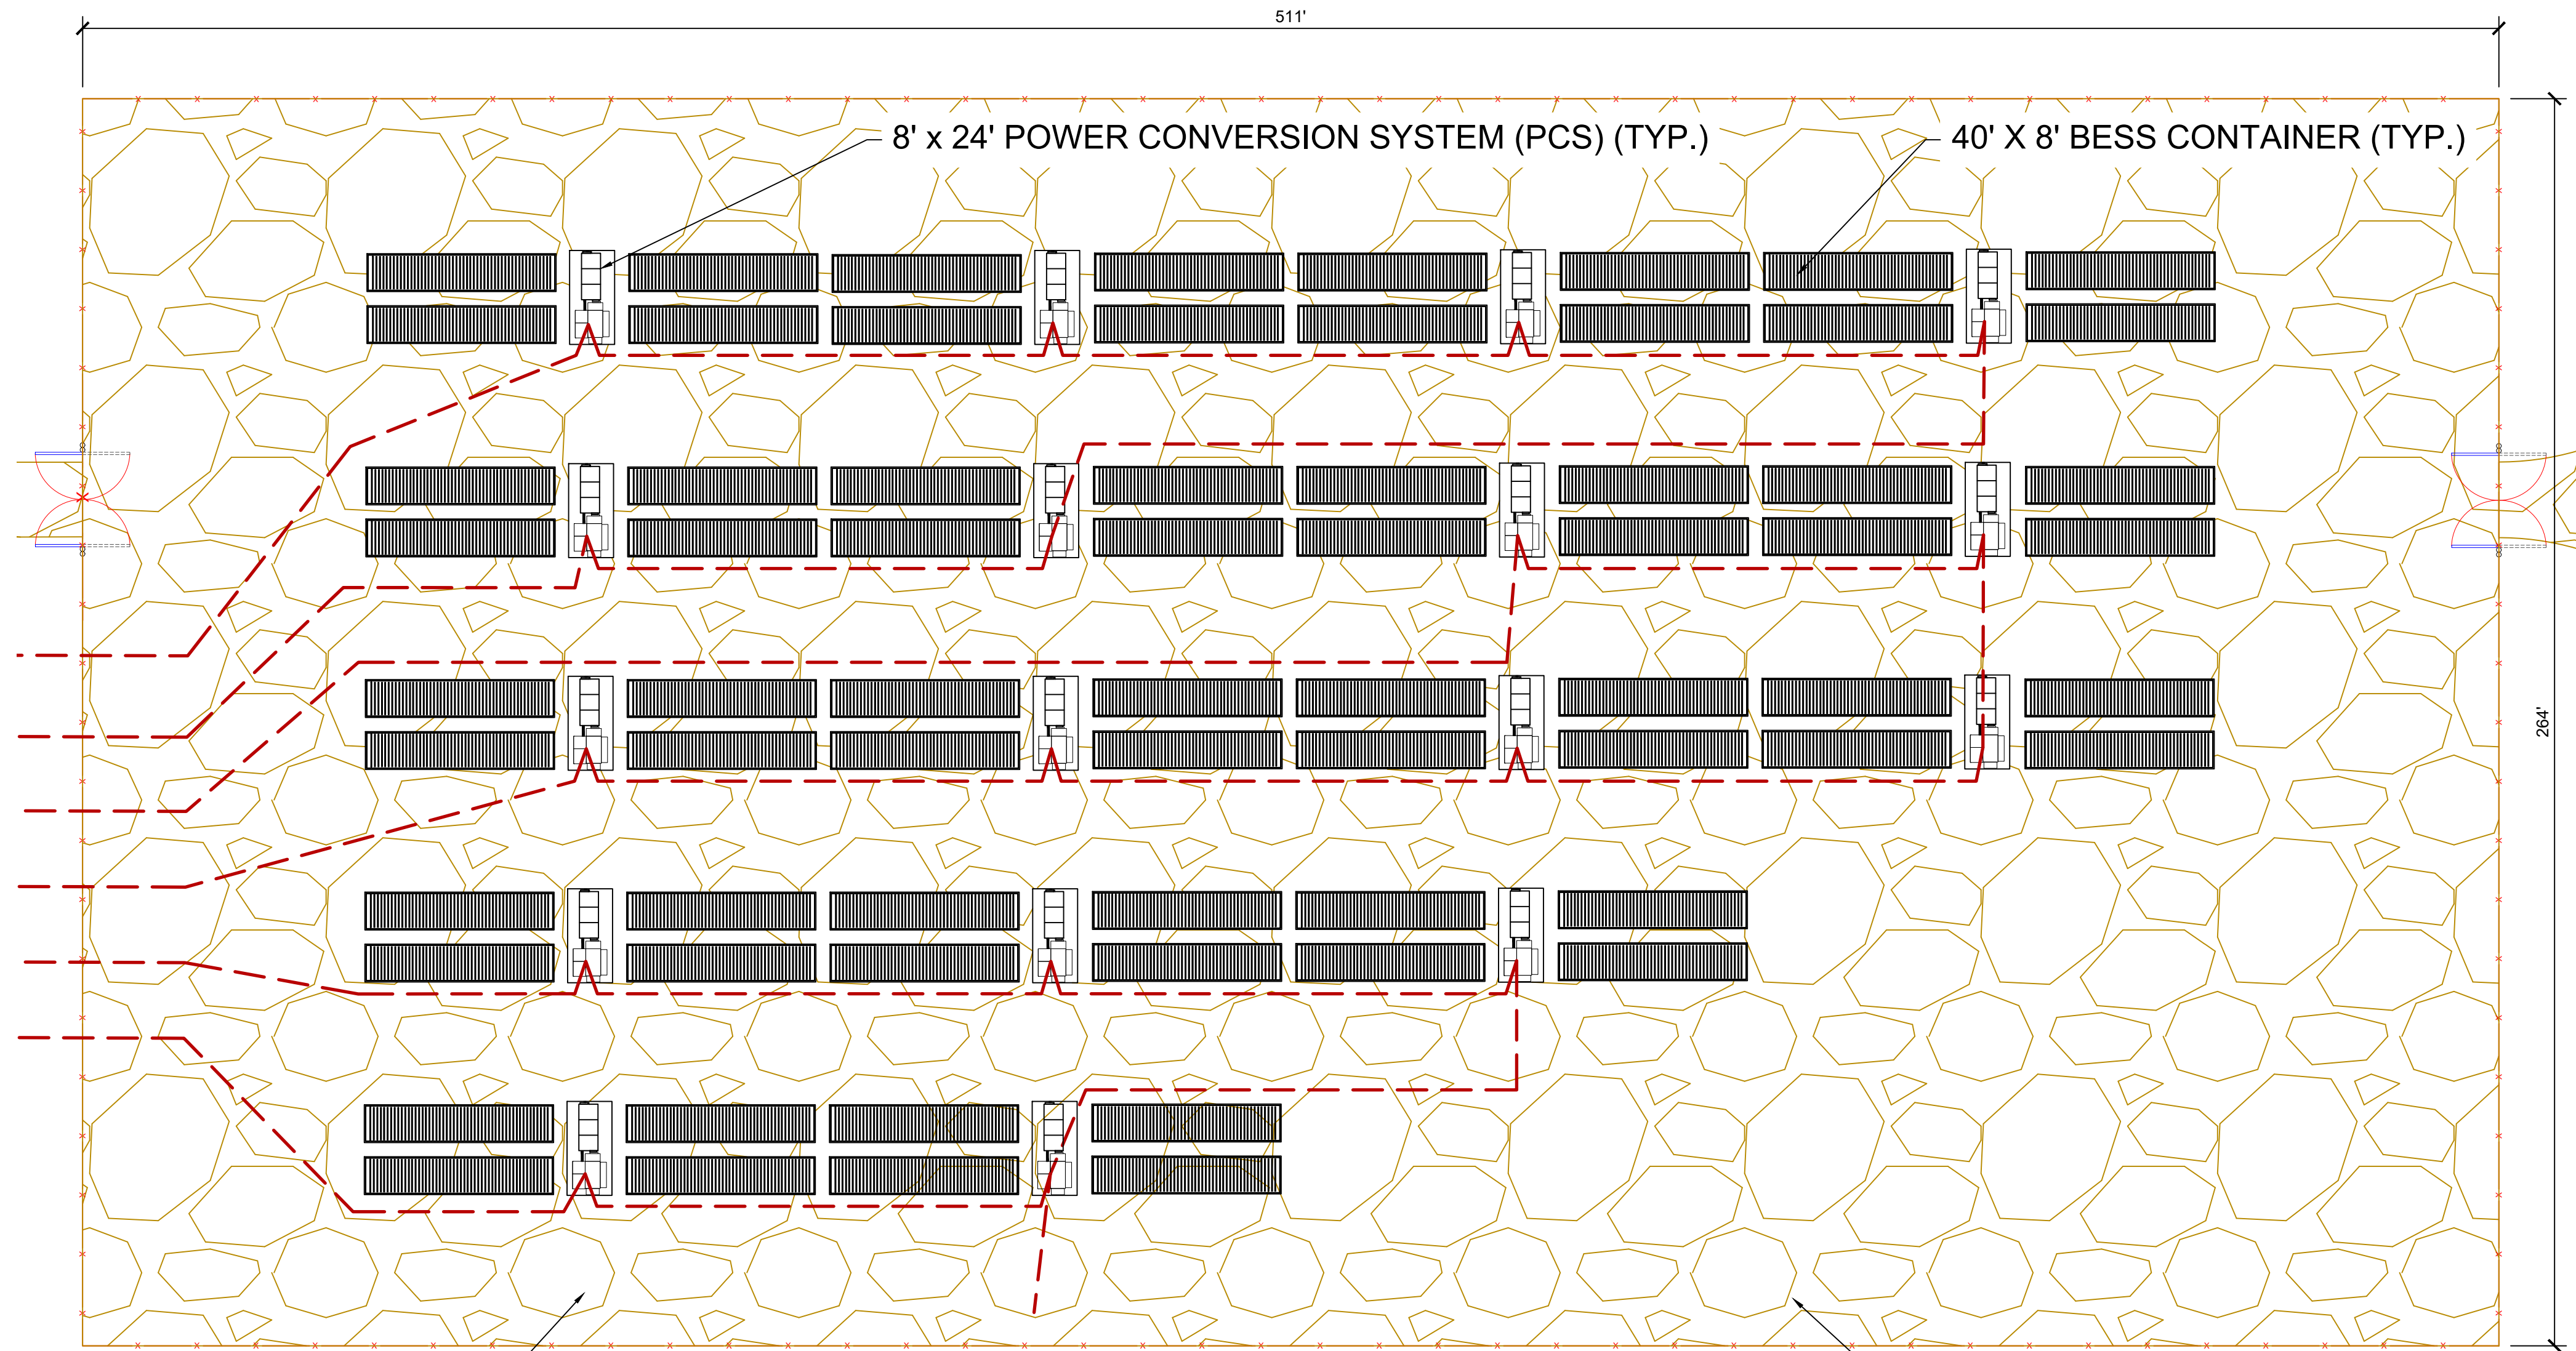 511'
8' x 24' POWER CONVERSION SYSTEM (PCS) (TYP.)
40' X 8' BESS CONTAINER (TYP.)
264'